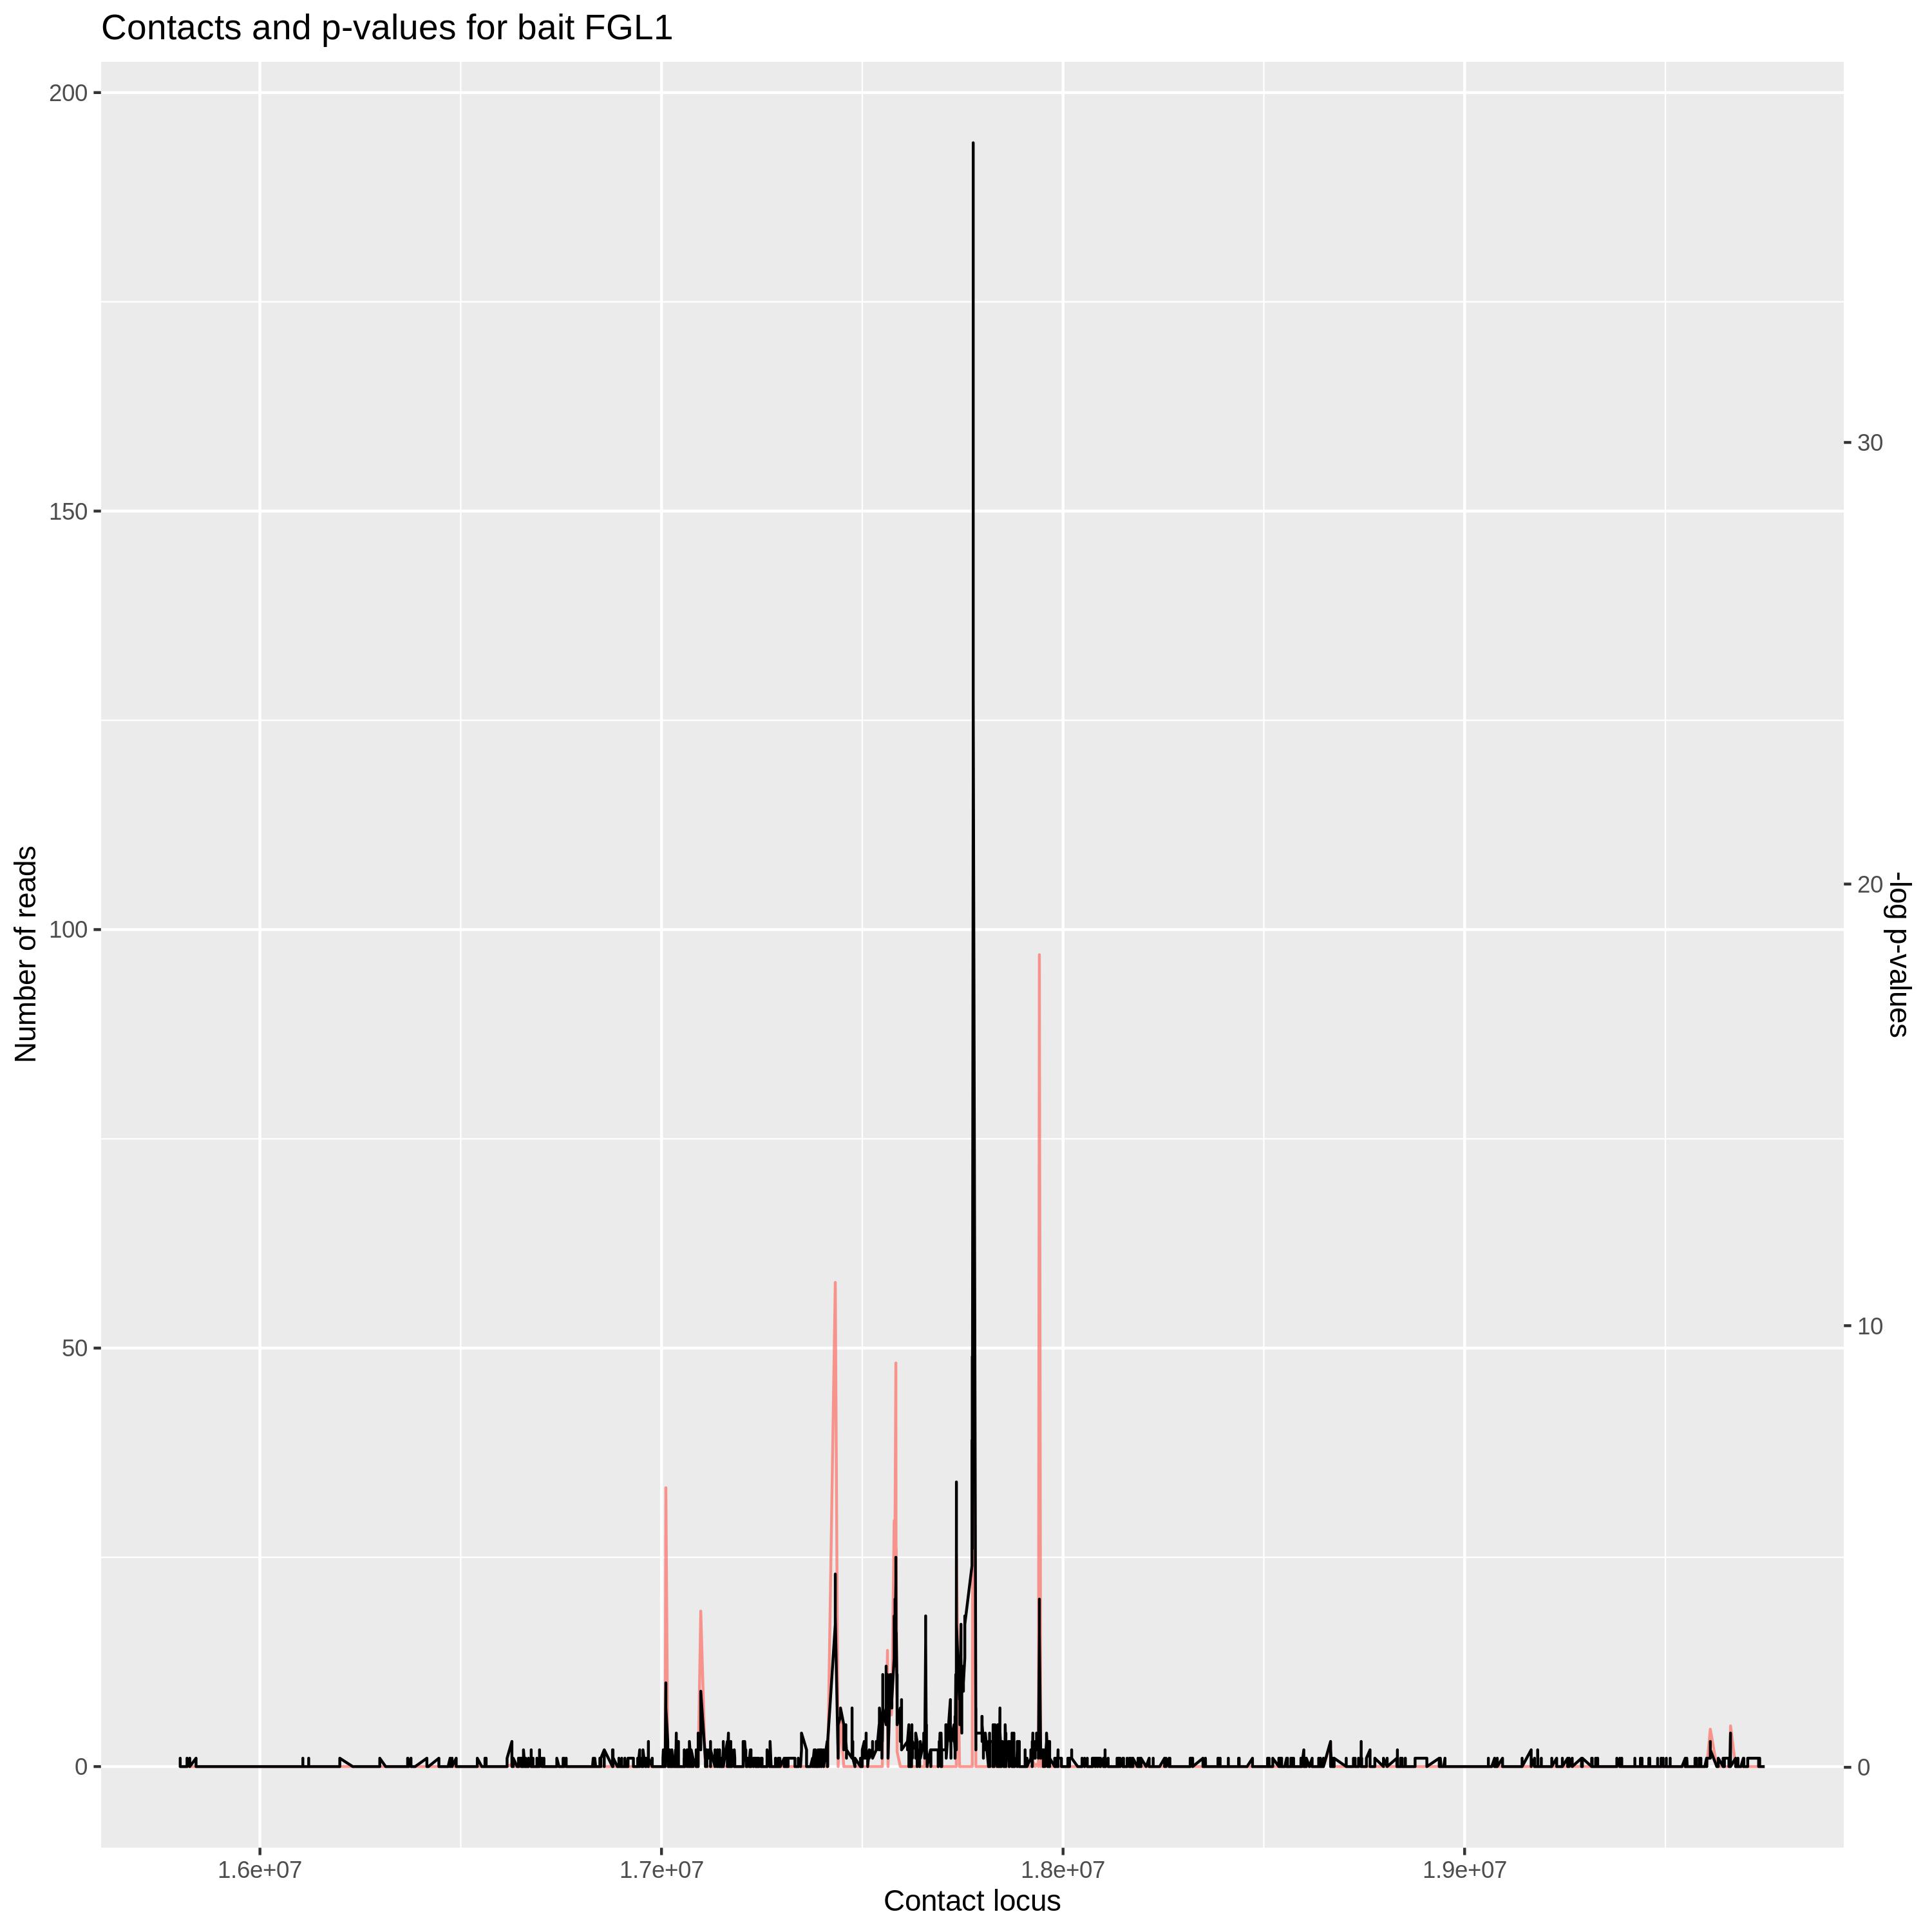 Contacts and p-values for bait FGL1
200
150
100
50
0
Number of reads
30
20
10
0
-log p-values
1.6e+07
1.7e+07
1.8e+07
1.9e+07
Contact locus